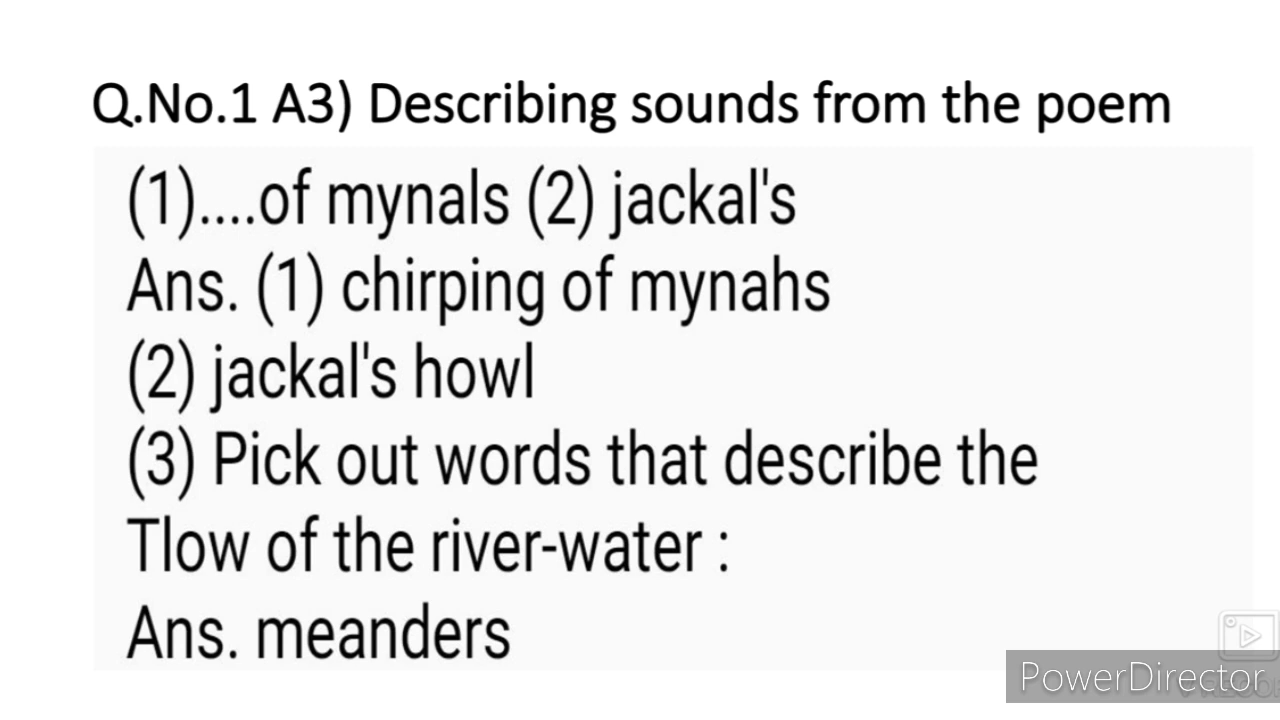 Q.No.1 A3) Describing sounds from the poem
(1)....of mynals (2) jackal's
Ans. (1) chirping of mynahs
(2) jackal's howl
(3) Pick out words that describe the
Tlow of the river-water :
Ans. meanders
PowerDirector